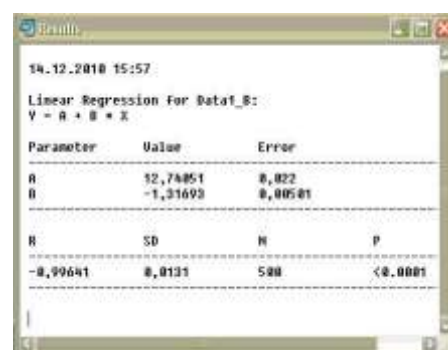 Results
14.12.2010 15:57
Linear Regression for Data1_B:
Y = A + B * X
Parameter Value Error
A 12,74051 0,022
B -1,31693 0,00501
R SD N P
-0,99641 0,0131 500 <0.0001